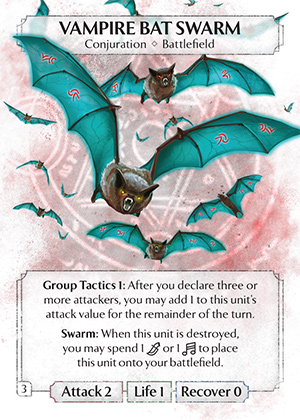 VAMPIRE BAT SWARM
Conjuration ◇ Battlefield
Group Tactics 1: After you declare three or
more attackers, you may add 1 to this unit's
attack value for the remainder of the turn.
Swarm: When this unit is destroyed,
you may spend 1 or 1 to place
this unit onto your battlefield.
3
Attack 2 Life 1 Recover 0